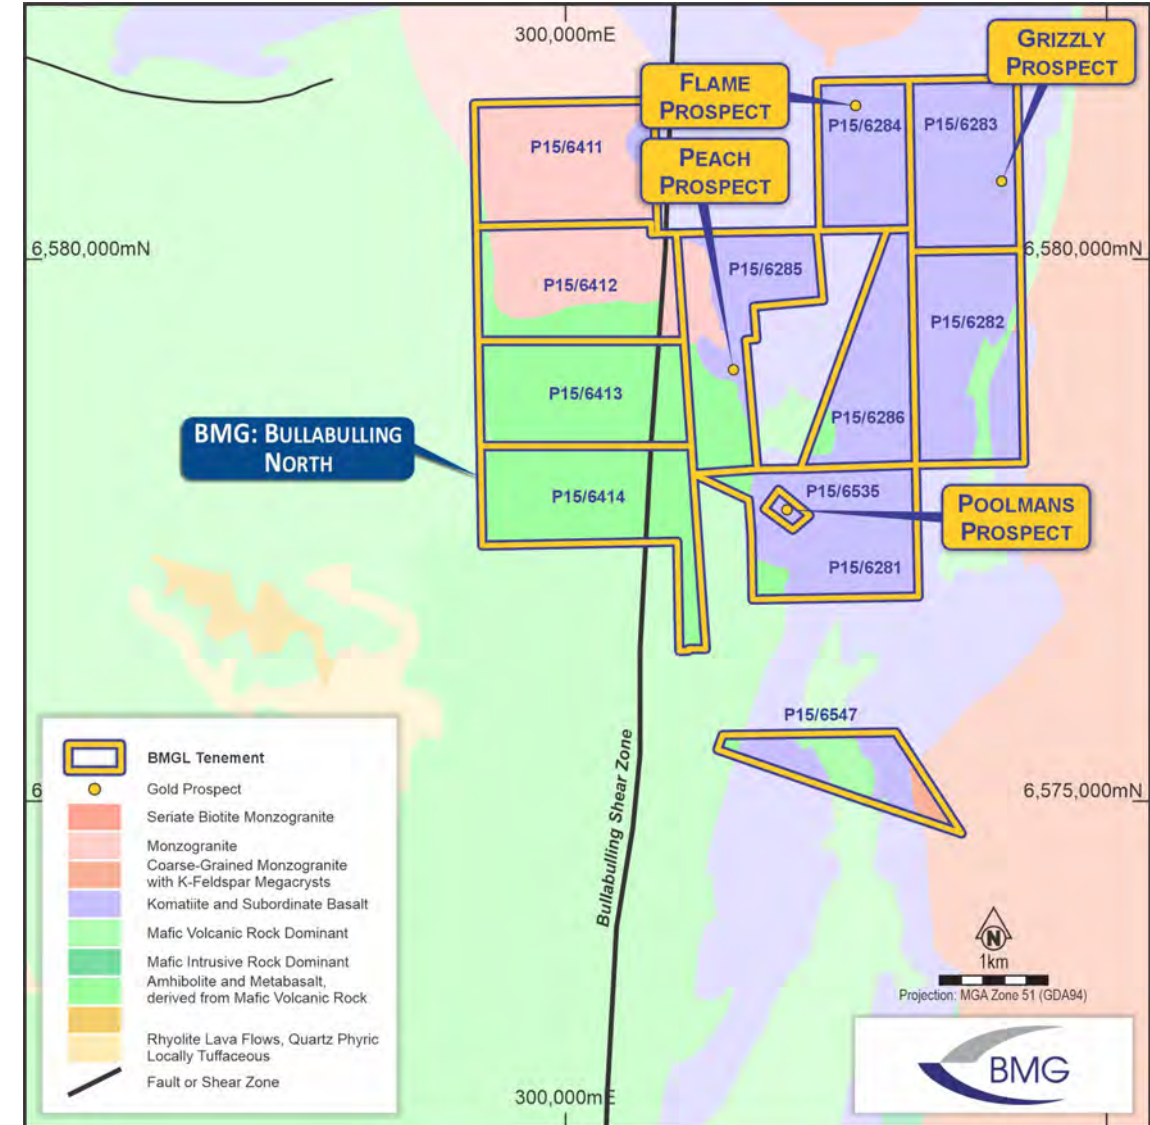 300,000mE
GRIZZLY
PROSPECT
FLAME
PROSPECT
P15/6284
P15/6283
P15/6411
PEACH
PROSPECT
6,580,000mN
6,580,000mN
P15/6285
P15/6412
P15/6282
P15/6413
P15/6286
BMG: BULLABULLING
NORTH
P15/6414
P15/6535
POOLMANS
PROSPECT
P15/6281
P15/6547
Bullabulling Shear Zone
6
6,575,000mN
BMGL Tenement
Gold Prospect
Seriate Biotite Monzogranite
Monzogranite
Coarse-Grained Monzogranite
with K-Feldspar Megacrysts
Komatiite and Subordinate Basalt
Mafic Volcanic Rock Dominant
Mafic Intrusive Rock Dominant
Amhibolite and Metabasalt,
derived from Mafic Volcanic Rock
Rhyolite Lava Flows, Quartz Phyric
Locally Tuffaceous
Fault or Shear Zone
N
1km
Projection: MGA Zone 51 (GDA94)
BMG
300,000mE